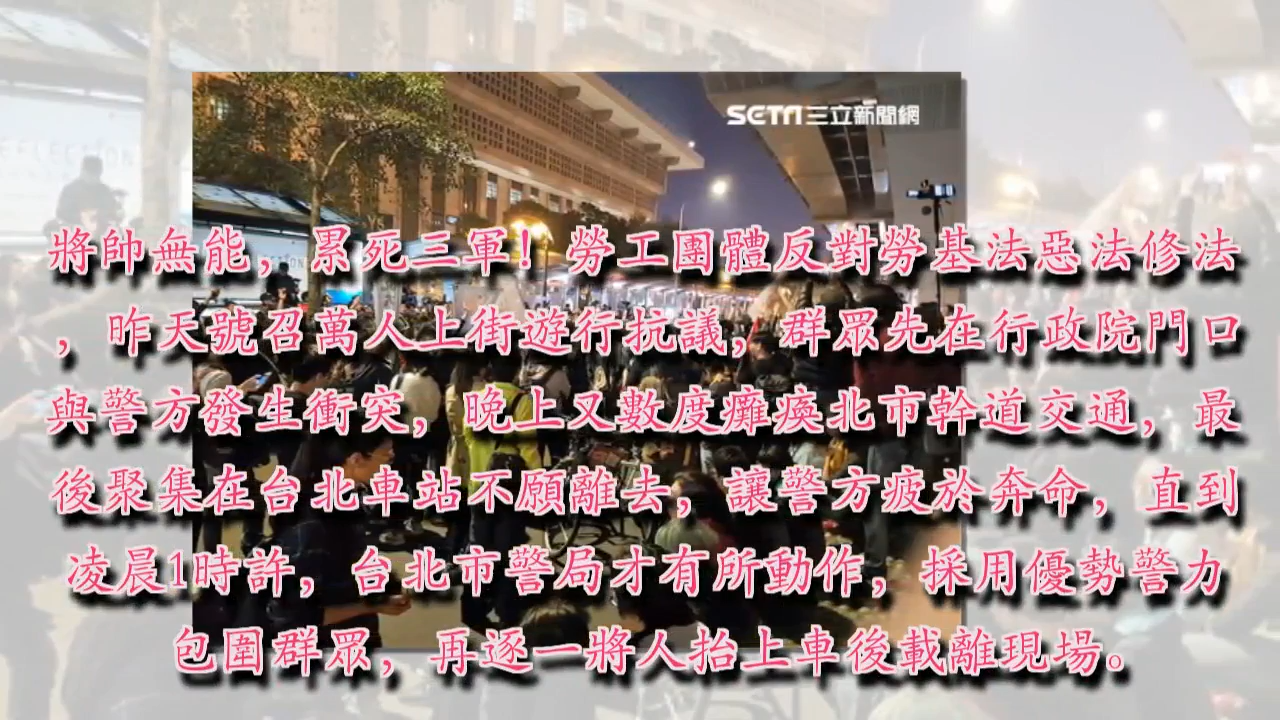 SETN三立新聞網
將帥無能，累死三軍！勞工團體反對勞基法惡法修法
，昨天號召萬人上街遊行抗議，群眾先在行政院門口
與警方發生衝突，晚上又數度癱瘓北市幹道交通，最
後聚集在台北車站不願離去，讓警方疲於奔命，直到
凌晨1時許，台北市警局才有所動作，採用優勢警力
包圍群眾，再逐一將人抬上車後載離現場。